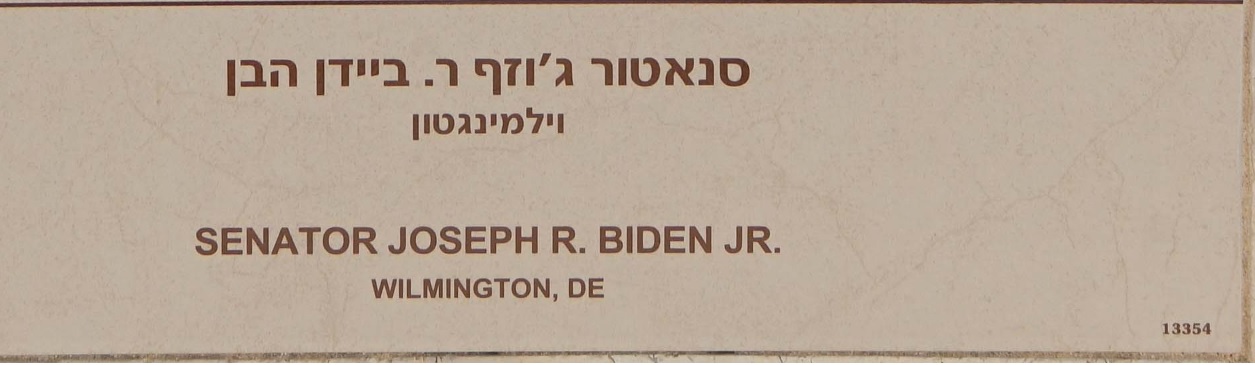 סנאטור ג'וזף ר. ביידן הבן
וילמינגטון
SENATOR JOSEPH R. BIDEN JR.
WILMINGTON, DE
13354